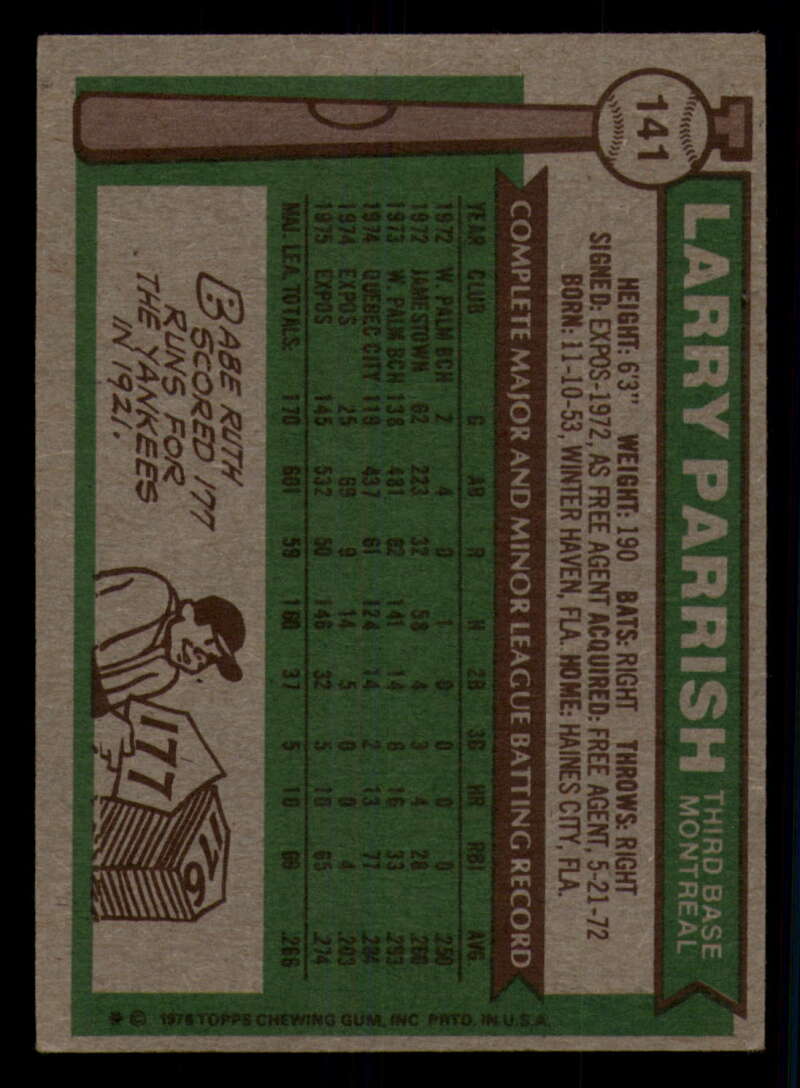 141
LARRY PARRISH
THIRD BASE
MONTREAL
HEIGHT: 6'3" WEIGHT: 190 BATS: RIGHT THROWS: RIGHT
SIGNED: EXPOS-1972, AS FREE AGENT ACQUIRED: FREE AGENT, 5-21-72
BORN: 11-10-53, WINTER HAVEN, FLA. HOME: HAINES CITY, FLA.
COMPLETE MAJOR AND MINOR LEAGUE BATTING RECORD
YEAR CLUB G AB R H 2B 3B HR RBI AVG.
1972 W. PALM BCH 2 4 0 1 0 0 0 0 .250
1972 JAMESTOWN 62 223 32 58 4 3 4 28 .260
1973 W. PALM BCH 138 481 82 141 14 6 16 33 .293
1974 QUEBEC CITY 119 437 61 124 14 2 13 77 .284
1974 EXPOS 25 69 9 14 5 0 0 4 .203
1975 EXPOS 145 532 50 146 32 5 10 65 .274
MAJ. LEA. TOTALS: 170 601 59 160 37 5 10 69 .266
BABE RUTH
SCORED 177
RUNS FOR
THE YANKEES
IN 1921.
177
176
* © 1976 TOPPS CHEWING GUM, INC PRTD. IN U.S.A.